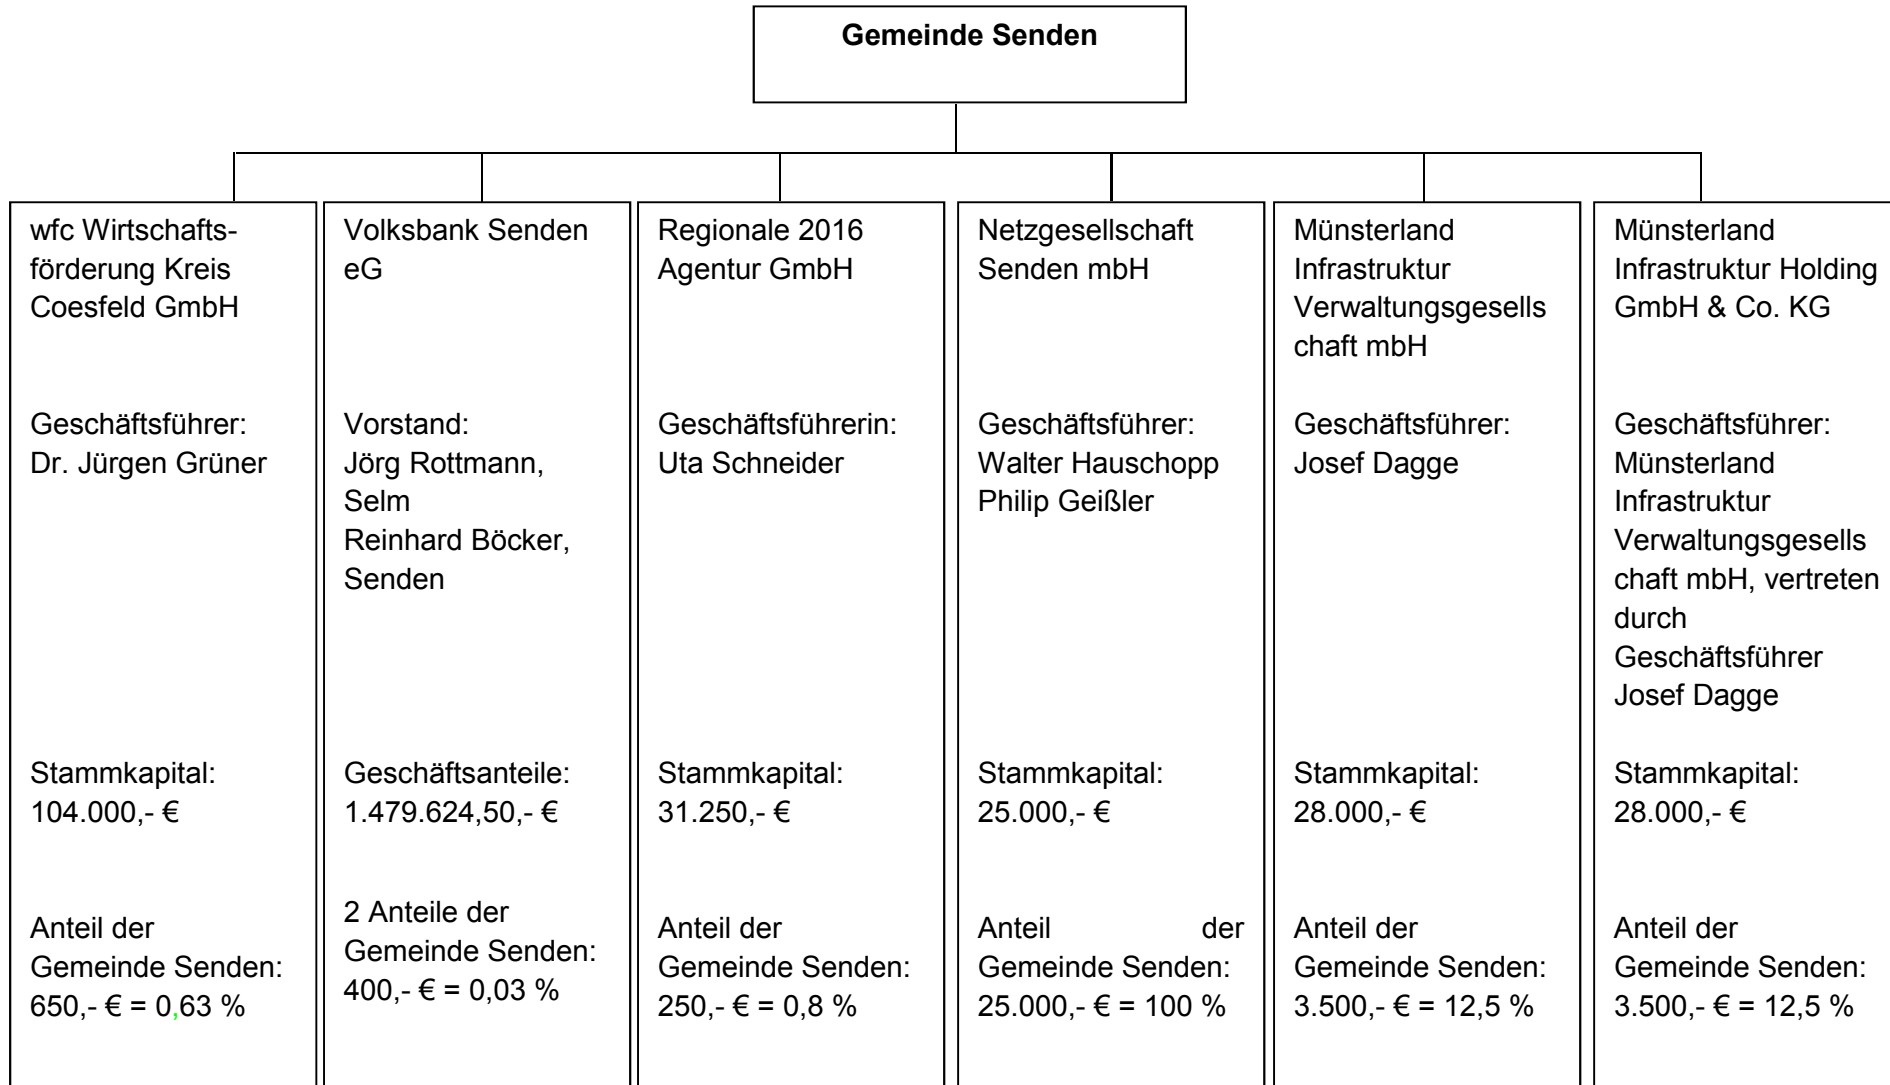 Gemeinde Senden
wfc Wirtschafts-
förderung Kreis
Coesfeld GmbH
Geschäftsführer:
Dr. Jürgen Grüner
Stammkapital:
104.000,- €
Anteil der
Gemeinde Senden:
650,- € = 0,63 %
Volksbank Senden
eG
Vorstand:
Jörg Rottmann,
Selm
Reinhard Böcker,
Senden
Geschäftsanteile:
1.479.624,50,- €
2 Anteile der
Gemeinde Senden:
400,- € = 0,03 %
Regionale 2016
Agentur GmbH
Geschäftsführerin:
Uta Schneider
Stammkapital:
31.250,- €
Anteil der
Gemeinde Senden:
250,- € = 0,8 %
Netzgesellschaft
Senden mbH
Geschäftsführer:
Walter Hauschopp
Philip Geißler
Stammkapital:
25.000,- €
Anteil der
Gemeinde Senden:
25.000,- € = 100 %
Münsterland
Infrastruktur
Verwaltungsgesells
chaft mbH
Geschäftsführer:
Josef Dagge
Stammkapital:
28.000,- €
Anteil der
Gemeinde Senden:
3.500,- € = 12,5 %
Münsterland
Infrastruktur Holding
GmbH & Co. KG
Geschäftsführer:
Münsterland
Infrastruktur
Verwaltungsgesells
chaft mbH, vertreten
durch
Geschäftsführer
Josef Dagge
Stammkapital:
28.000,- €
Anteil der
Gemeinde Senden:
3.500,- € = 12,5 %